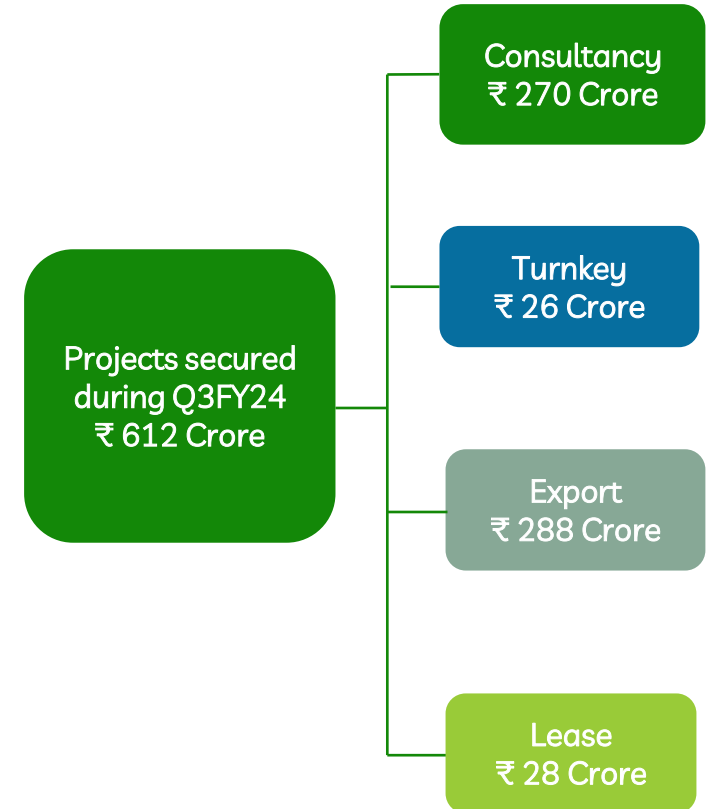 Consultancy
₹ 270 Crore
Turnkey
₹ 26 Crore
Projects secured
during Q3FY24
₹ 612 Crore
Export
₹ 288 Crore
Lease
₹ 28 Crore